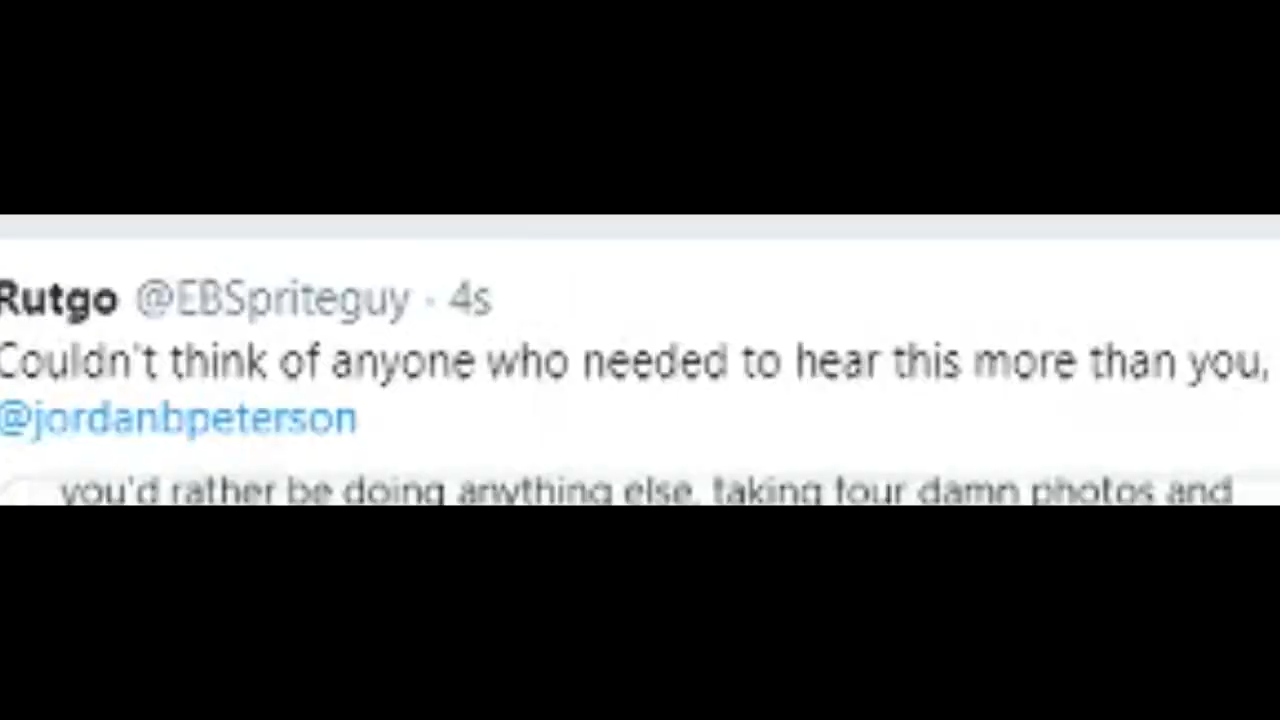 Rutgo @EBSpriteguy · 4s
Couldn't think of anyone who needed to hear this more than you,
@jordanbpeterson
you'd rather be doing anything else, taking four damn photos and